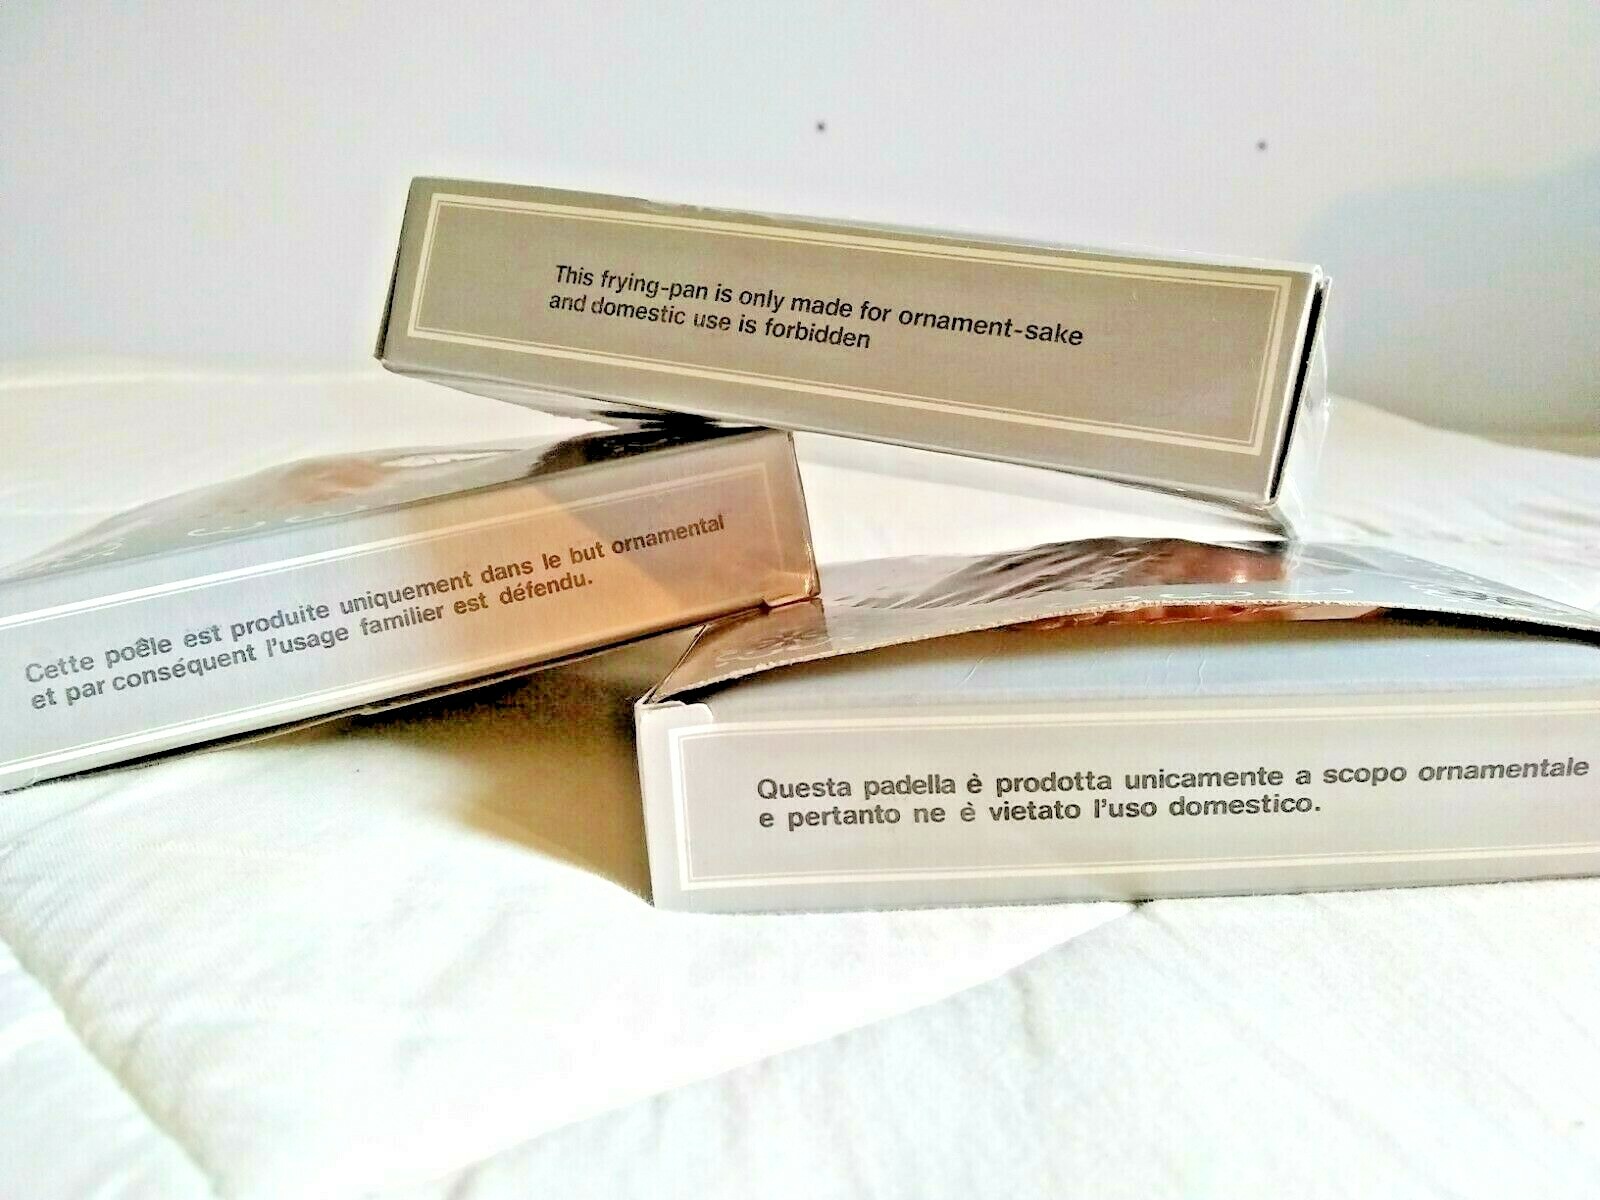 This frying-pan is only made for ornament-sake
and domestic use is forbidden
Cette poêle est produite uniquement dans le but ornamental
et par conséquent l'usage familier est défendu.
Questa padella è prodotta unicamente a scopo ornamentale
e pertanto ne è vietato l'uso domestico.